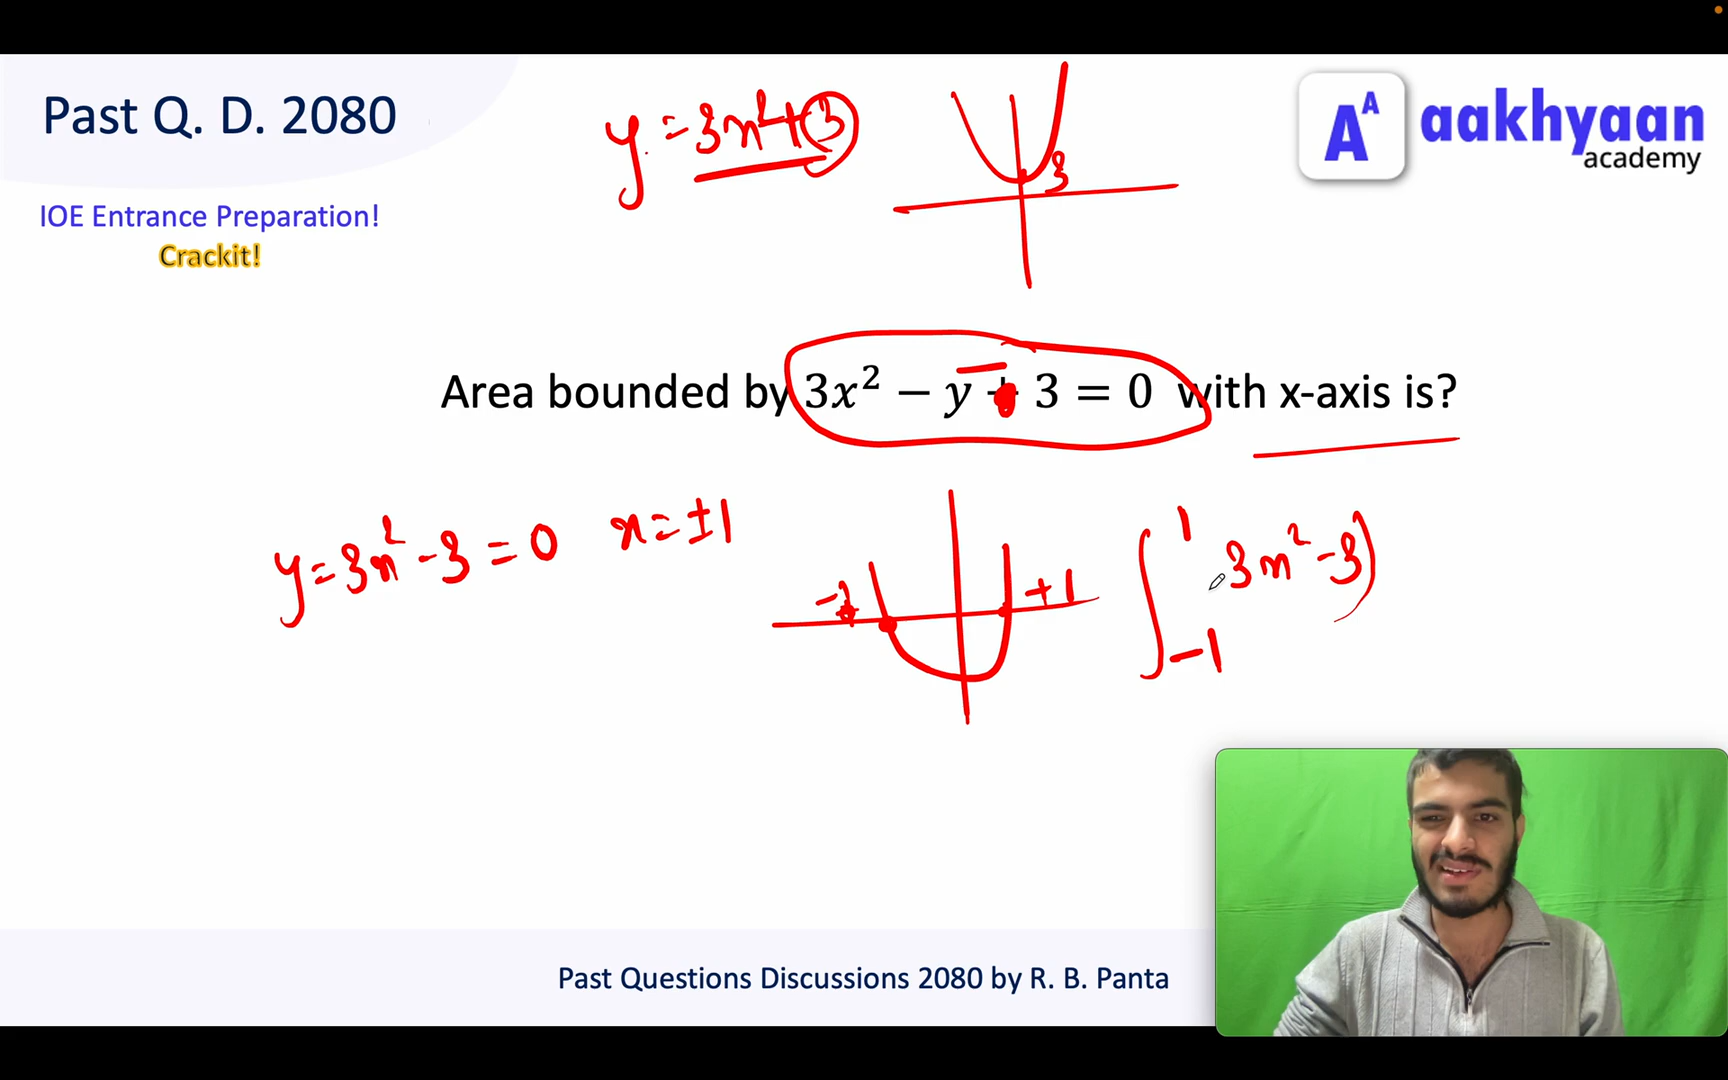 Past Q. D. 2080
IOE Entrance Preparation!
Crackit!
y = 3x² + 3
3
A^A aakhyaan
academy
Area bounded by 3x² − y + 3 = 0 with x-axis is?
y = 3x² - 3 = 0 x = ±1
-1 +1
∫₋₁¹ 3x² - 3)
Past Questions Discussions 2080 by R. B. Panta